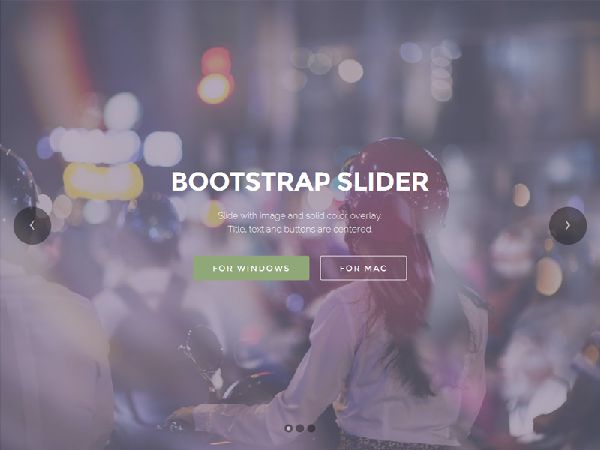 BOOTSTRAP SLIDER
Slide with image and solid color overlay.
Title, text and buttons are centered.
FOR WINDOWS
FOR MAC